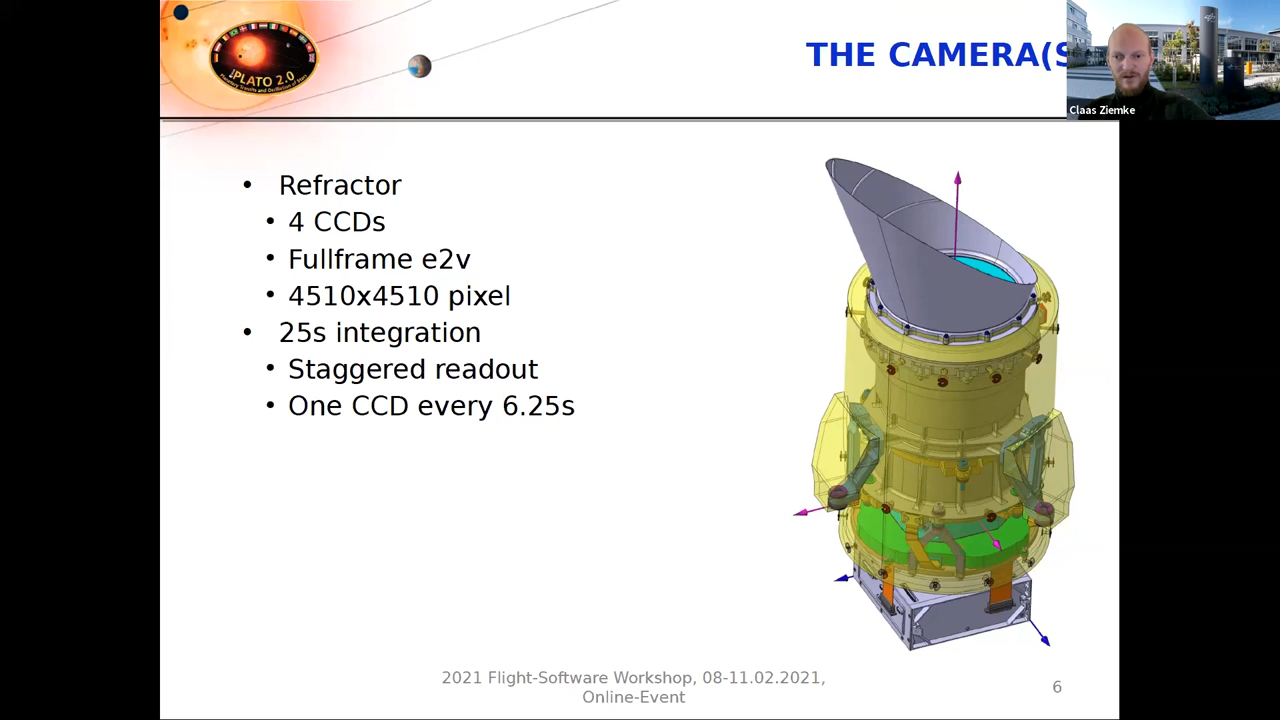 PLATO 2.0
THE CAMERA(S
Claas Ziemke
• Refractor
• 4 CCDs
• Fullframe e2v
• 4510x4510 pixel
• 25s integration
• Staggered readout
• One CCD every 6.25s
2021 Flight-Software Workshop, 08-11.02.2021,
Online-Event
6